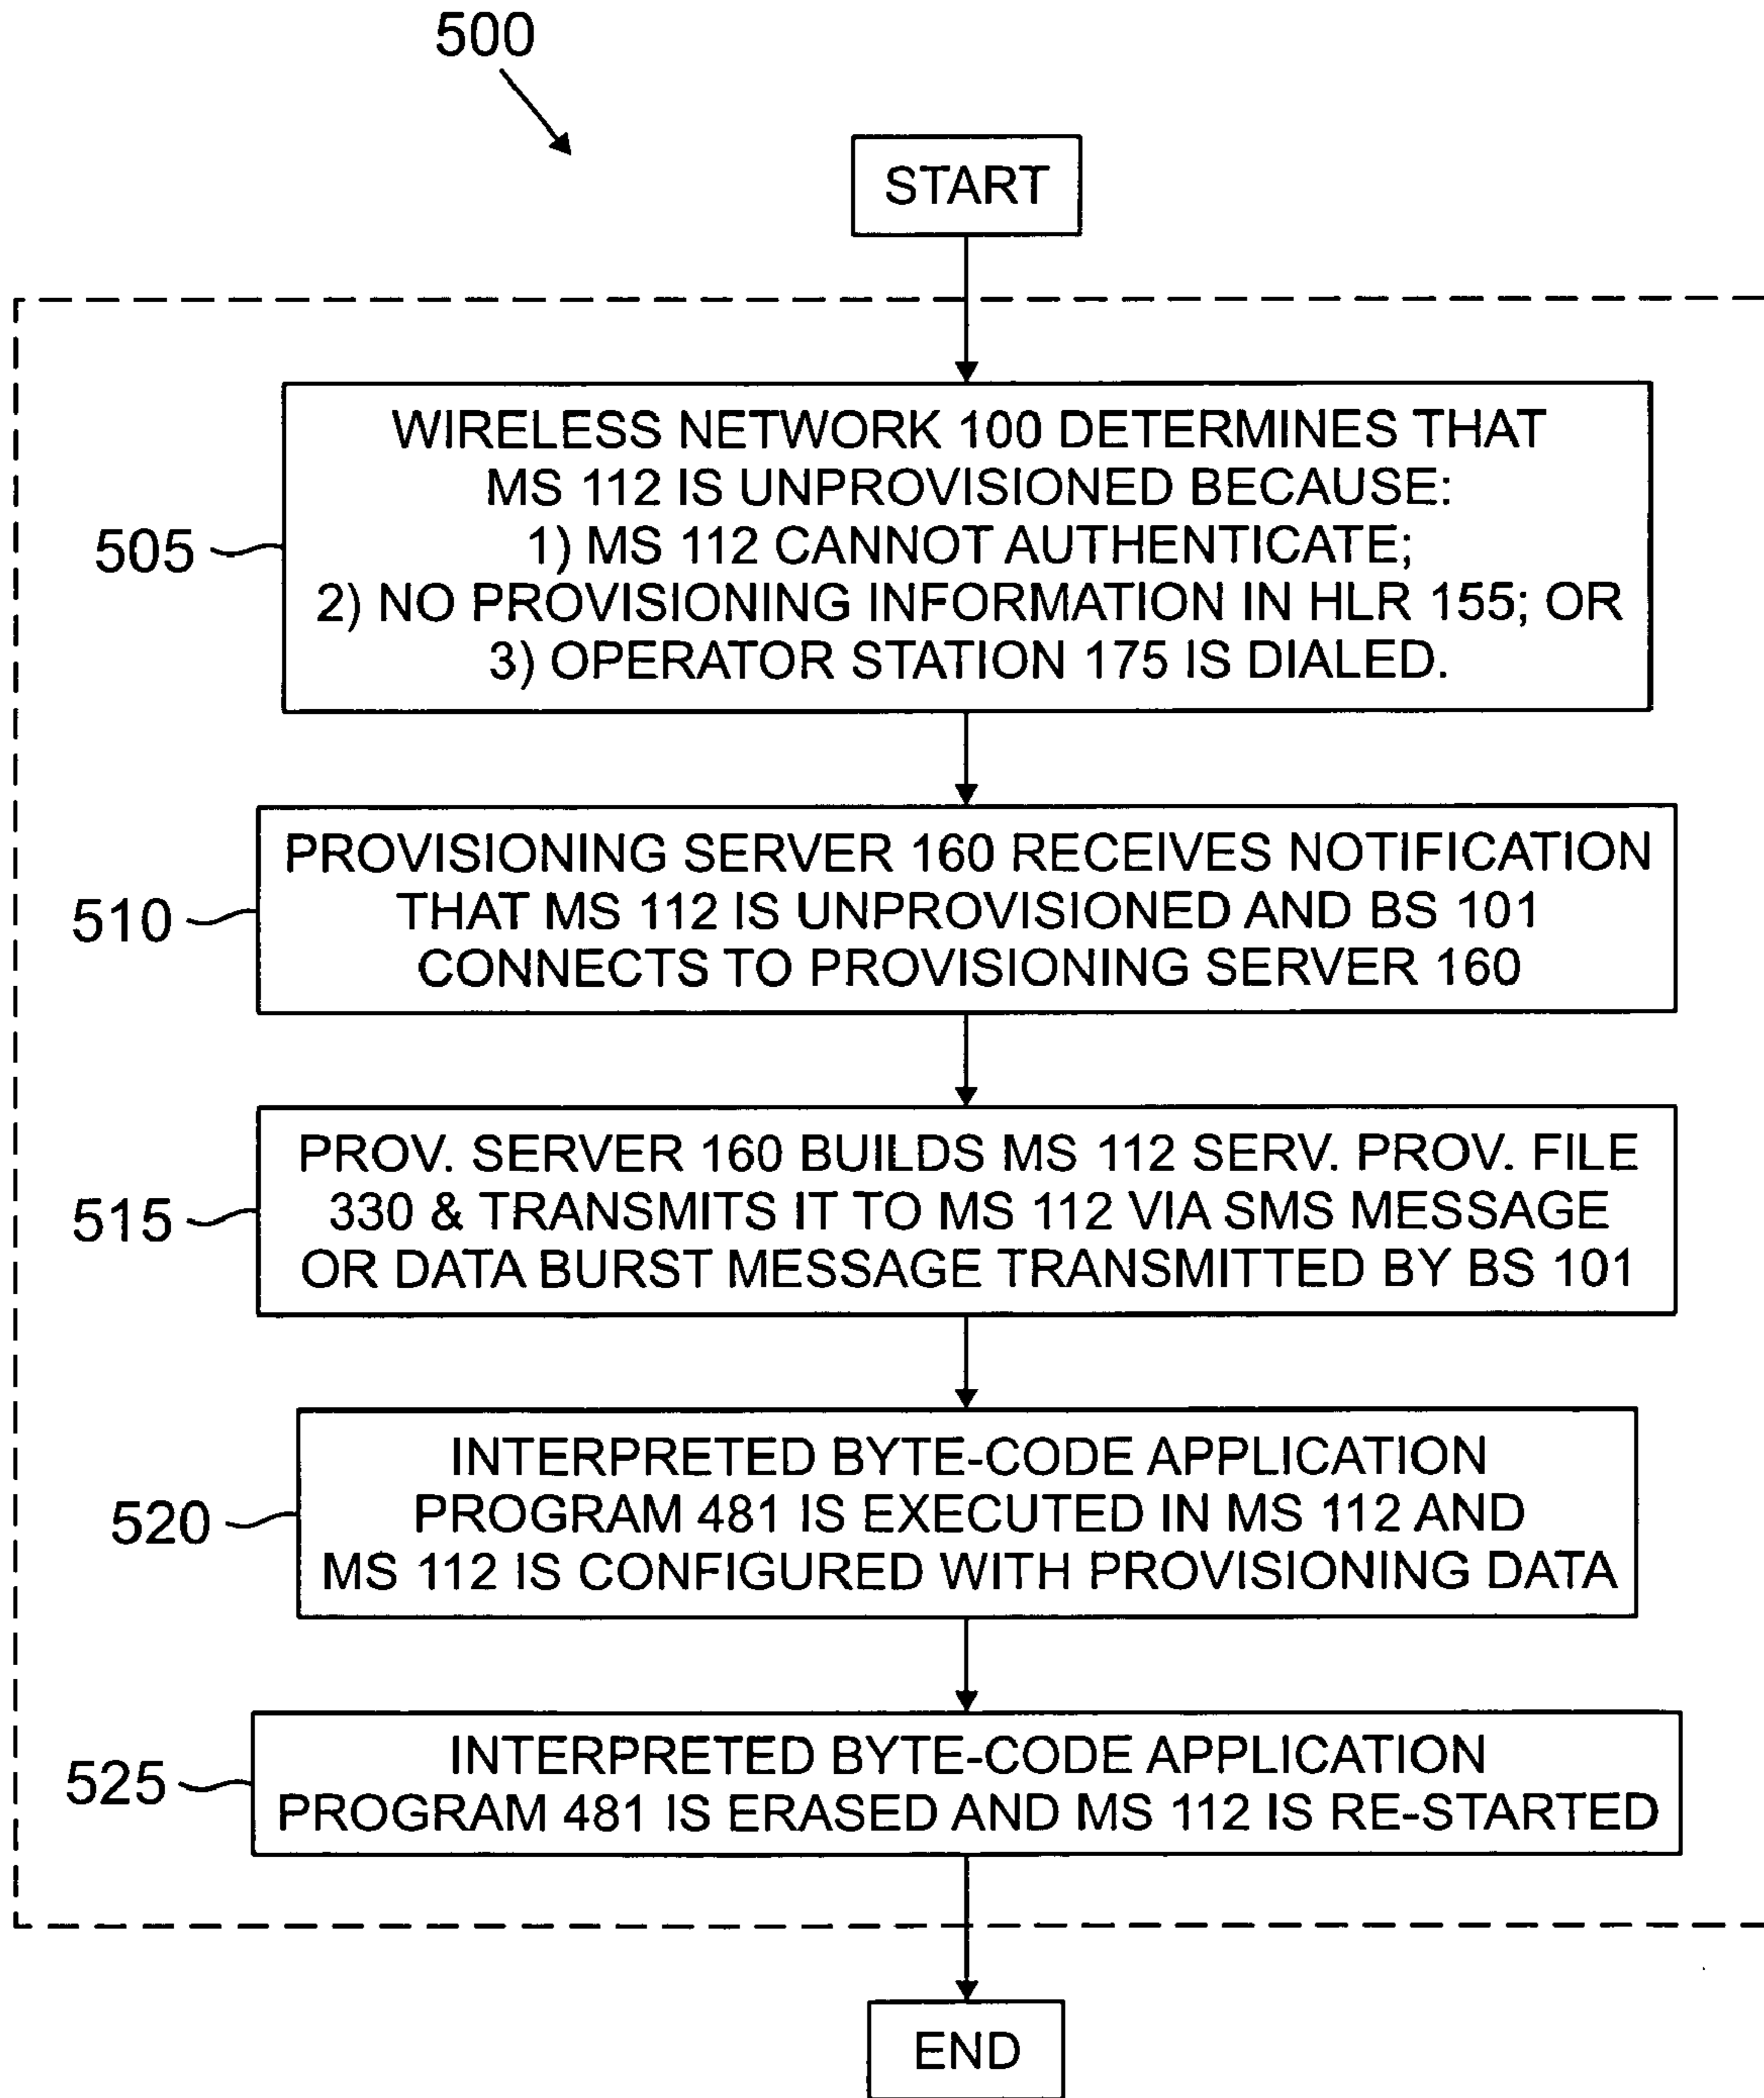 500
START
WIRELESS NETWORK 100 DETERMINES THAT
MS 112 IS UNPROVISIONED BECAUSE:
1) MS 112 CANNOT AUTHENTICATE;
2) NO PROVISIONING INFORMATION IN HLR 155; OR
3) OPERATOR STATION 175 IS DIALED.
505
PROVISIONING SERVER 160 RECEIVES NOTIFICATION
THAT MS 112 IS UNPROVISIONED AND BS 101
CONNECTS TO PROVISIONING SERVER 160
510
PROV. SERVER 160 BUILDS MS 112 SERV. PROV. FILE
330 & TRANSMITS IT TO MS 112 VIA SMS MESSAGE
OR DATA BURST MESSAGE TRANSMITTED BY BS 101
515
INTERPRETED BYTE-CODE APPLICATION
PROGRAM 481 IS EXECUTED IN MS 112 AND
MS 112 IS CONFIGURED WITH PROVISIONING DATA
520
INTERPRETED BYTE-CODE APPLICATION
PROGRAM 481 IS ERASED AND MS 112 IS RE-STARTED
525
END